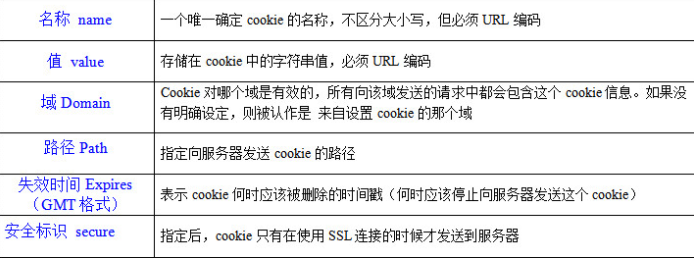 名称 name
一个唯一确定 cookie 的名称，不区分大小写，但必须 URL 编码
值 value
存储在 cookie 中的字符串值，必须 URL 编码
域 Domain
Cookie 对哪个域是有效的，所有向该域发送的请求中都会包含这个 cookie 信息。如果没
有明确设定，则被认作是 来自设置 cookie 的那个域
路径 Path
指定向服务器发送 cookie 的路径
失效时间 Expires
（GMT 格式）
表示 cookie 何时应该被删除的时间戳（何时应该停止向服务器发送这个 cookie）
安全标识 secure
指定后，cookie 只有在使用 SSL 连接的时候才发送到服务器